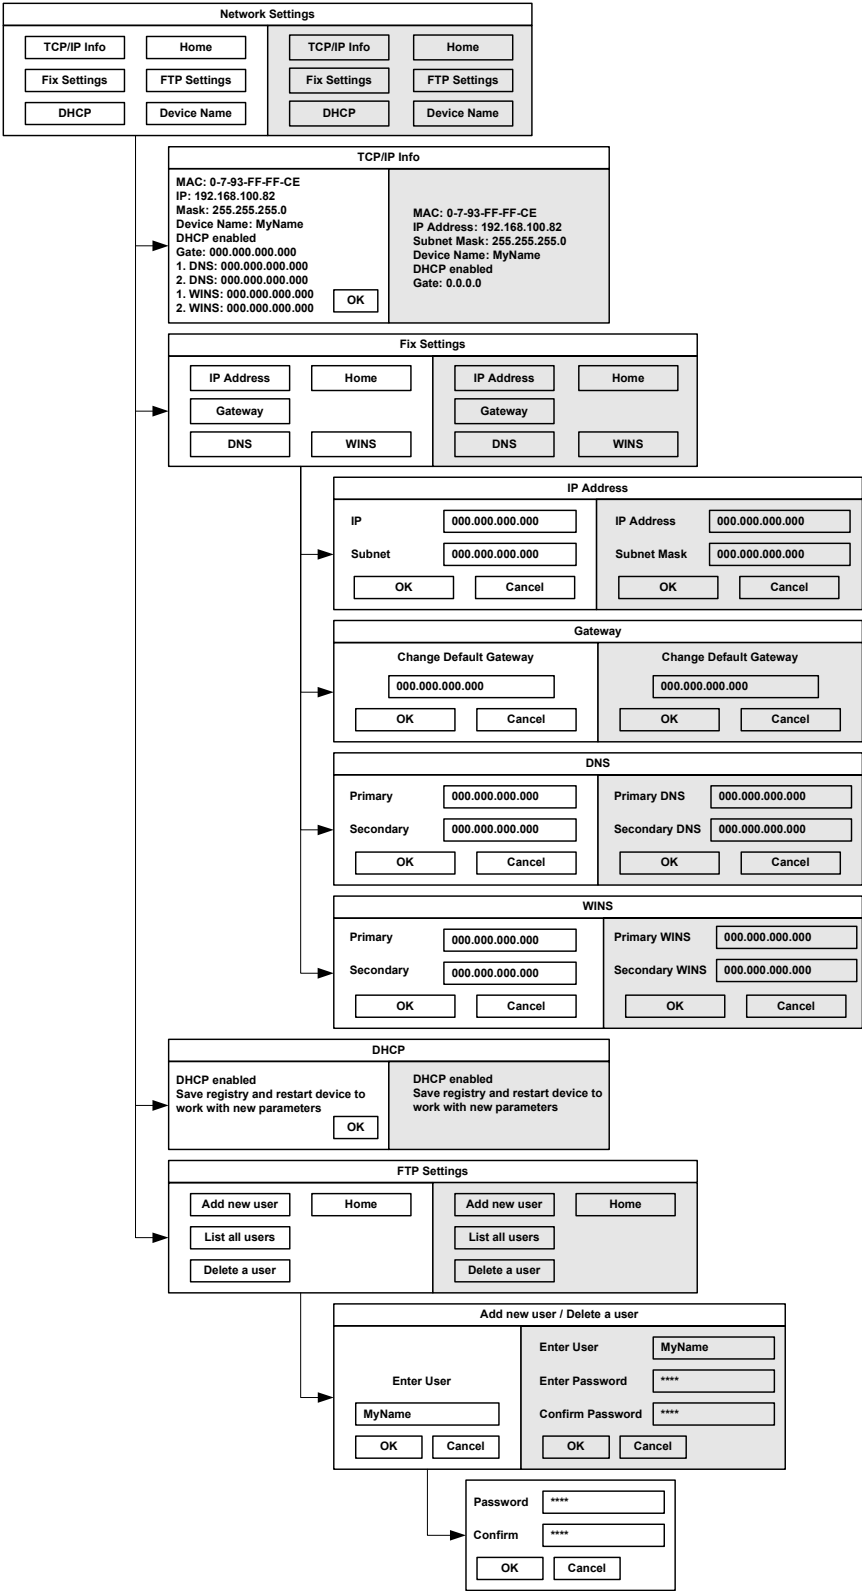 Network Settings
TCP/IP Info Home TCP/IP Info Home
Fix Settings FTP Settings Fix Settings FTP Settings
DHCP Device Name DHCP Device Name
TCP/IP Info
MAC: 0-7-93-FF-FF-CE
IP: 192.168.100.82
Mask: 255.255.255.0
Device Name: MyName
DHCP enabled
Gate: 000.000.000.000
1. DNS: 000.000.000.000
2. DNS: 000.000.000.000
1. WINS: 000.000.000.000
2. WINS: 000.000.000.000
OK
MAC: 0-7-93-FF-FF-CE
IP Address: 192.168.100.82
Subnet Mask: 255.255.255.0
Device Name: MyName
DHCP enabled
Gate: 0.0.0.0
Fix Settings
IP Address Home IP Address Home
Gateway Gateway
DNS WINS DNS WINS
IP Address
IP 000.000.000.000 IP Address 000.000.000.000
Subnet 000.000.000.000 Subnet Mask 000.000.000.000
OK Cancel OK Cancel
Gateway
Change Default Gateway Change Default Gateway
000.000.000.000 000.000.000.000
OK Cancel OK Cancel
DNS
Primary 000.000.000.000 Primary DNS 000.000.000.000
Secondary 000.000.000.000 Secondary DNS 000.000.000.000
OK Cancel OK Cancel
WINS
Primary 000.000.000.000 Primary WINS 000.000.000.000
Secondary 000.000.000.000 Secondary WINS 000.000.000.000
OK Cancel OK Cancel
DHCP
DHCP enabled
Save registry and restart device to
work with new parameters
OK
DHCP enabled
Save registry and restart device to
work with new parameters
FTP Settings
Add new user Home Add new user Home
List all users List all users
Delete a user Delete a user
Add new user / Delete a user
Enter User
MyName
OK Cancel
Enter User MyName
Enter Password ****
Confirm Password ****
OK Cancel
Password ****
Confirm ****
OK Cancel